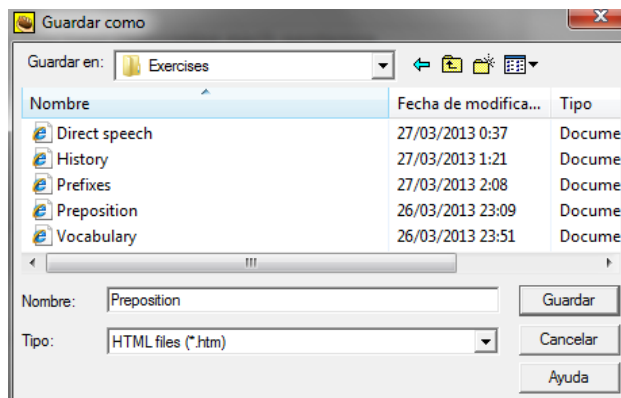 Guardar como
Guardar en: Exercises
Nombre Fecha de modifica... Tipo
Direct speech 27/03/2013 0:37 Docume
History 27/03/2013 1:21 Docume
Prefixes 27/03/2013 2:08 Docume
Preposition 26/03/2013 23:09 Docume
Vocabulary 26/03/2013 23:51 Docume
Nombre: Preposition Guardar
Tipo: HTML files (*.htm) Cancelar
Ayuda